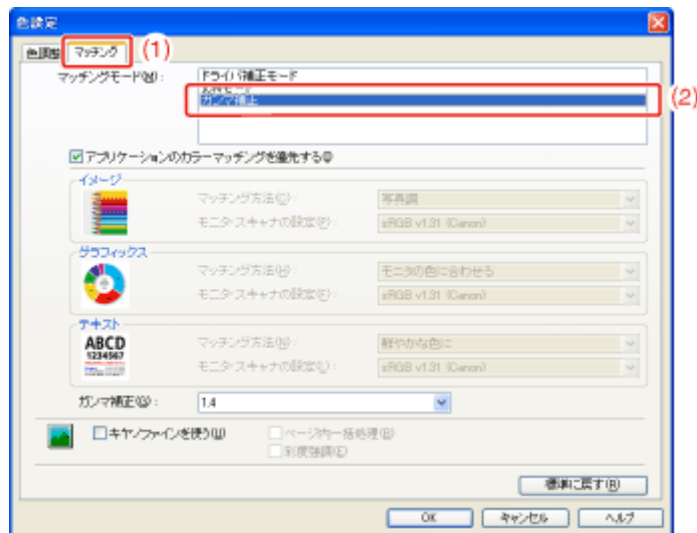 色設定
色調整 マッチング (1)
マッチングモード(M): ドライバ補正モード
ガンマ補正 (2)
アプリケーションのカラーマッチングを優先する
イメージ
マッチング方法(C): 写真調
モニタ・スキャナの設定(P): sRGB v1.31 (Canon)
グラフィックス
マッチング方法(H): モニタの色に合わせる
モニタ・スキャナの設定(E): sRGB v1.31 (Canon)
テキスト
ABCD
1234567
マッチング方法(N): 鮮やかな色に
モニタ・スキャナの設定(L): sRGB v1.31 (Canon)
ガンマ補正(G): 1.4
キヤノファインを使う(U) ページ内一括処理(B)
彩度強調(E)
標準に戻す(R)
OK キャンセル ヘルプ